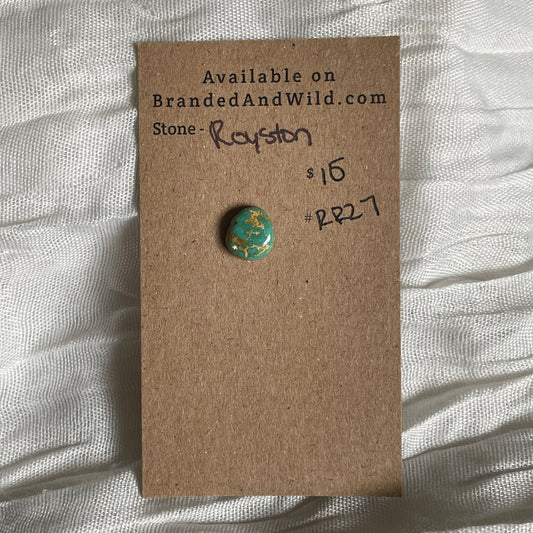 Available on
BrandedAndWild.com
Stone - Royston
$15
#RR27